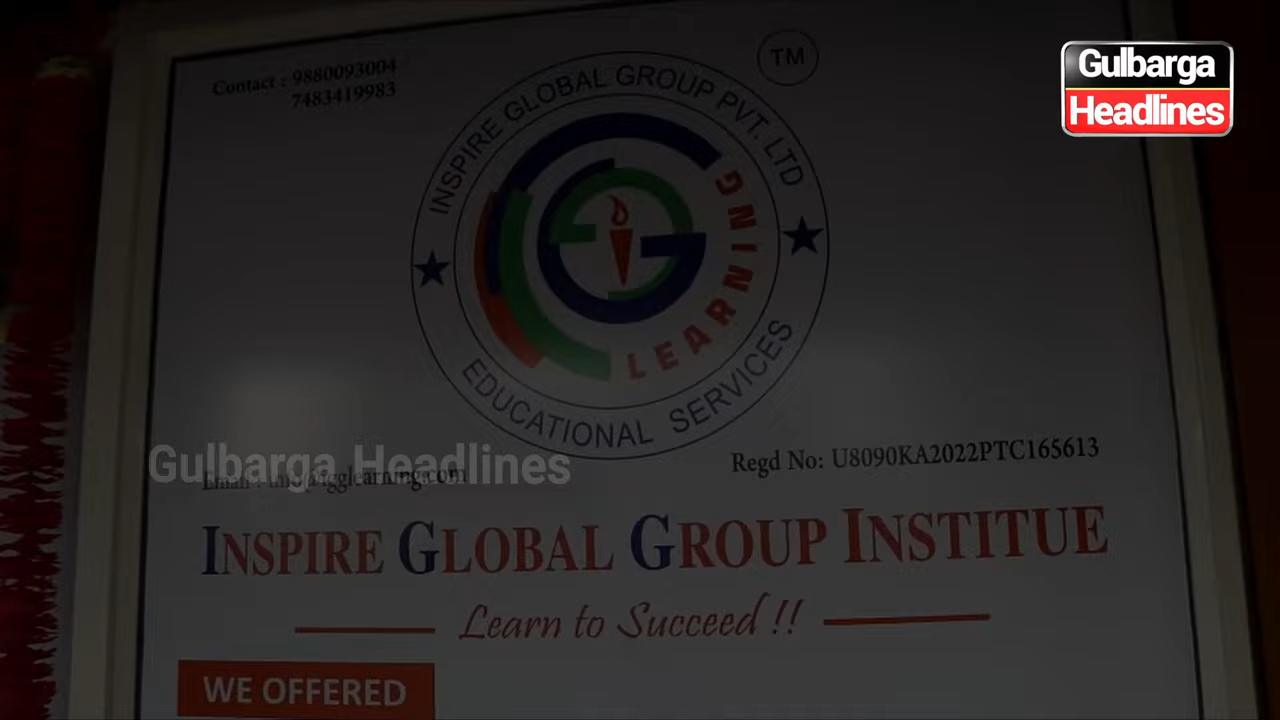 Gulbarga
Headlines
Contact : 9880093004
7483419983
TM
INSPIRE GLOBAL GROUP PVT. LTD
LEARNING
EDUCATIONAL SERVICES
Gulbarga Headlines
Regd No: U8090KA2022PTC165613
INSPIRE GLOBAL GROUP INSTITUE
Learn to Succeed !!
WE OFFERED